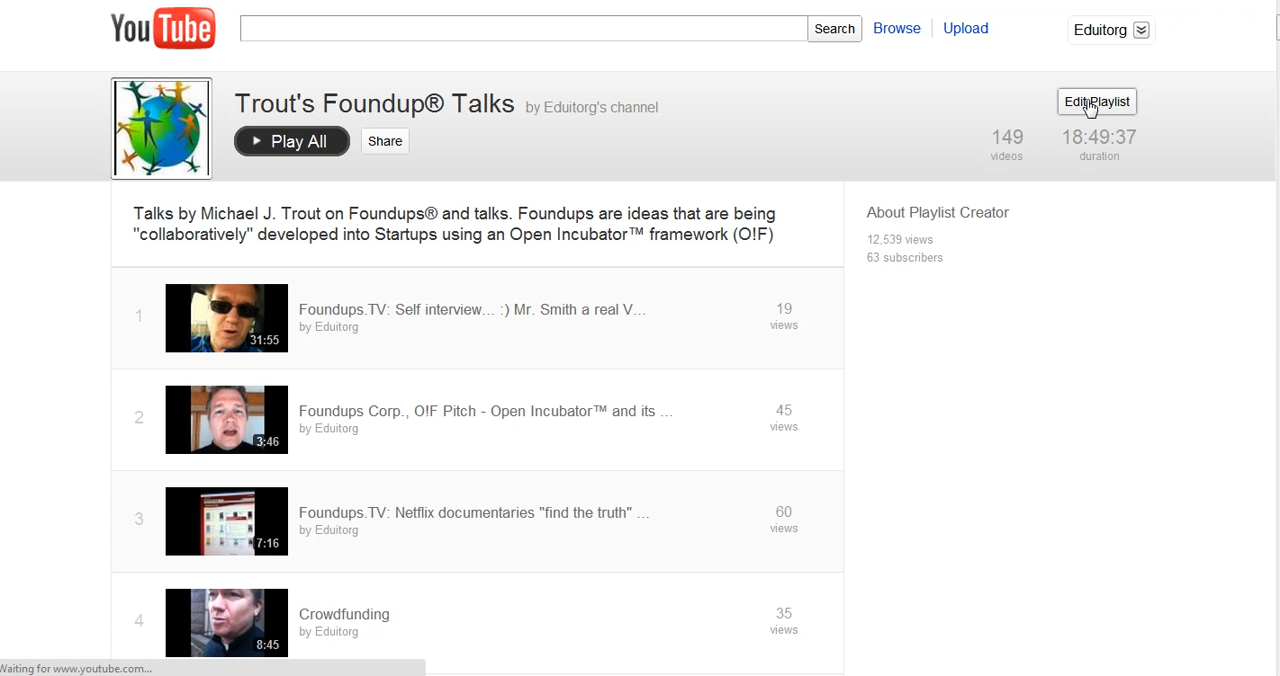 YouTube
Search
Browse
Upload
Eduitorg
Trout's Foundup® Talks by Eduitorg's channel
Edit Playlist
Play All
Share
149
videos
18:49:37
duration
Talks by Michael J. Trout on Foundups® and talks. Foundups are ideas that are being
"collaboratively" developed into Startups using an Open Incubator™ framework (O!F)
About Playlist Creator
12,539 views
63 subscribers
1
31:55
Foundups.TV: Self interview... :) Mr. Smith a real V...
by Eduitorg
19
views
2
3:46
Foundups Corp., O!F Pitch - Open Incubator™ and its ...
by Eduitorg
45
views
3
7:16
Foundups.TV: Netflix documentaries "find the truth" ...
by Eduitorg
60
views
4
8:45
Crowdfunding
by Eduitorg
35
views
Waiting for www.youtube.com...